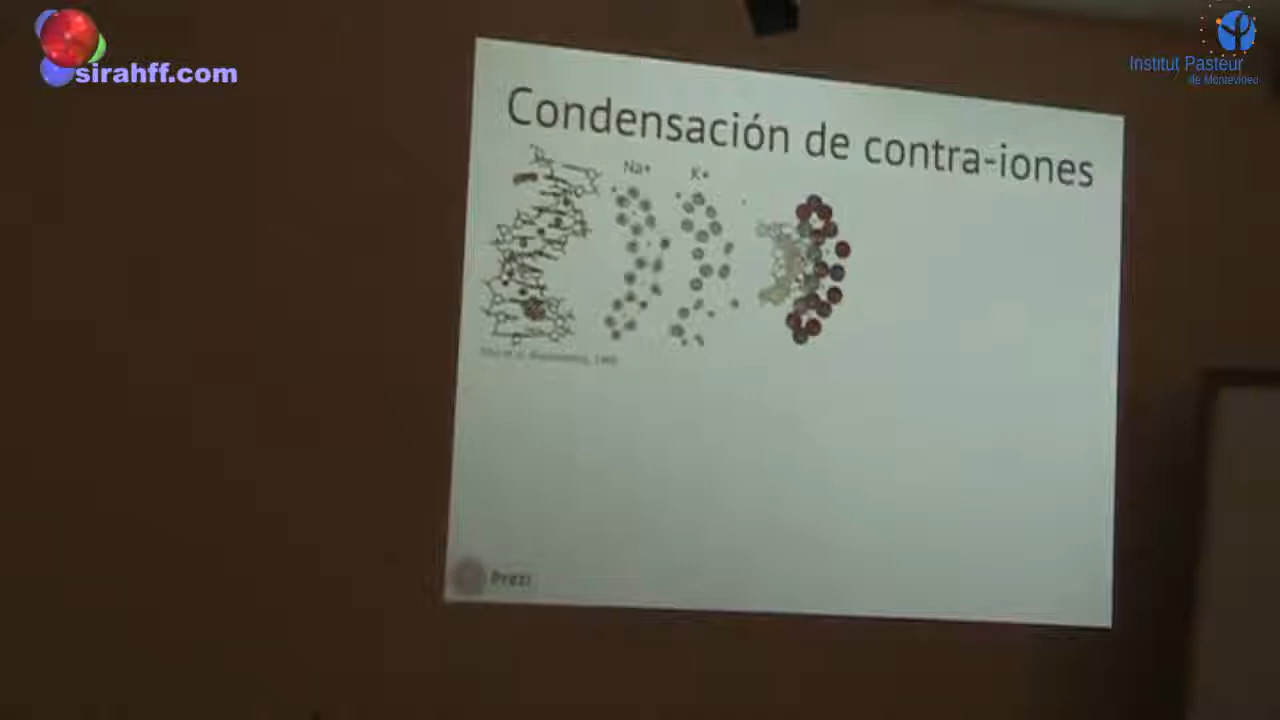 sirahff.com
Institut Pasteur
de Montevideo
Condensación de contra-iones
Na+
K+
Prezi